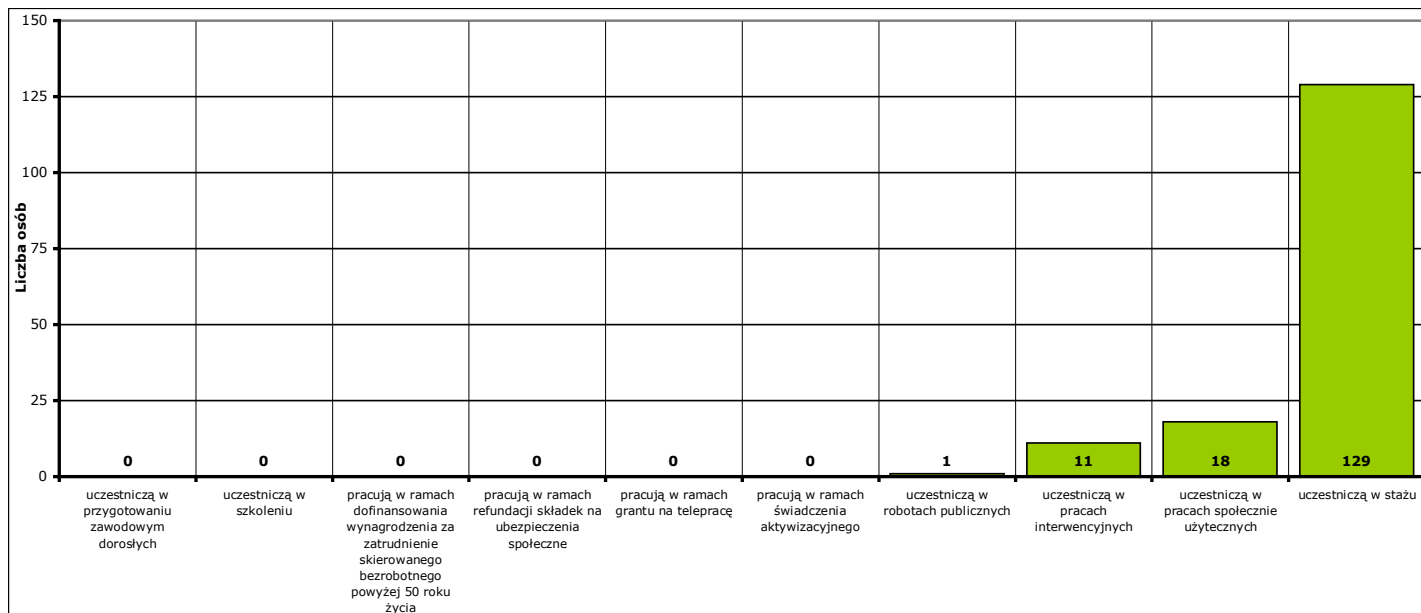 150
125
100
75
50
25
0
Liczba osób
0
0
0
0
0
0
1
11
18
129
uczestniczą w
przygotowaniu
zawodowym
dorosłych
uczestniczą w
szkoleniu
pracują w ramach
dofinansowania
wynagrodzenia za
zatrudnienie
skierowanego
bezrobotnego
powyżej 50 roku
życia
pracują w ramach
refundacji składek na
ubezpieczenia
społeczne
pracują w ramach
grantu na telepracę
pracują w ramach
świadczenia
aktywizacyjnego
uczestniczą w
robotach publicznych
uczestniczą w
pracach
interwencyjnych
uczestniczą w
pracach społecznie
użytecznych
uczestniczą w stażu